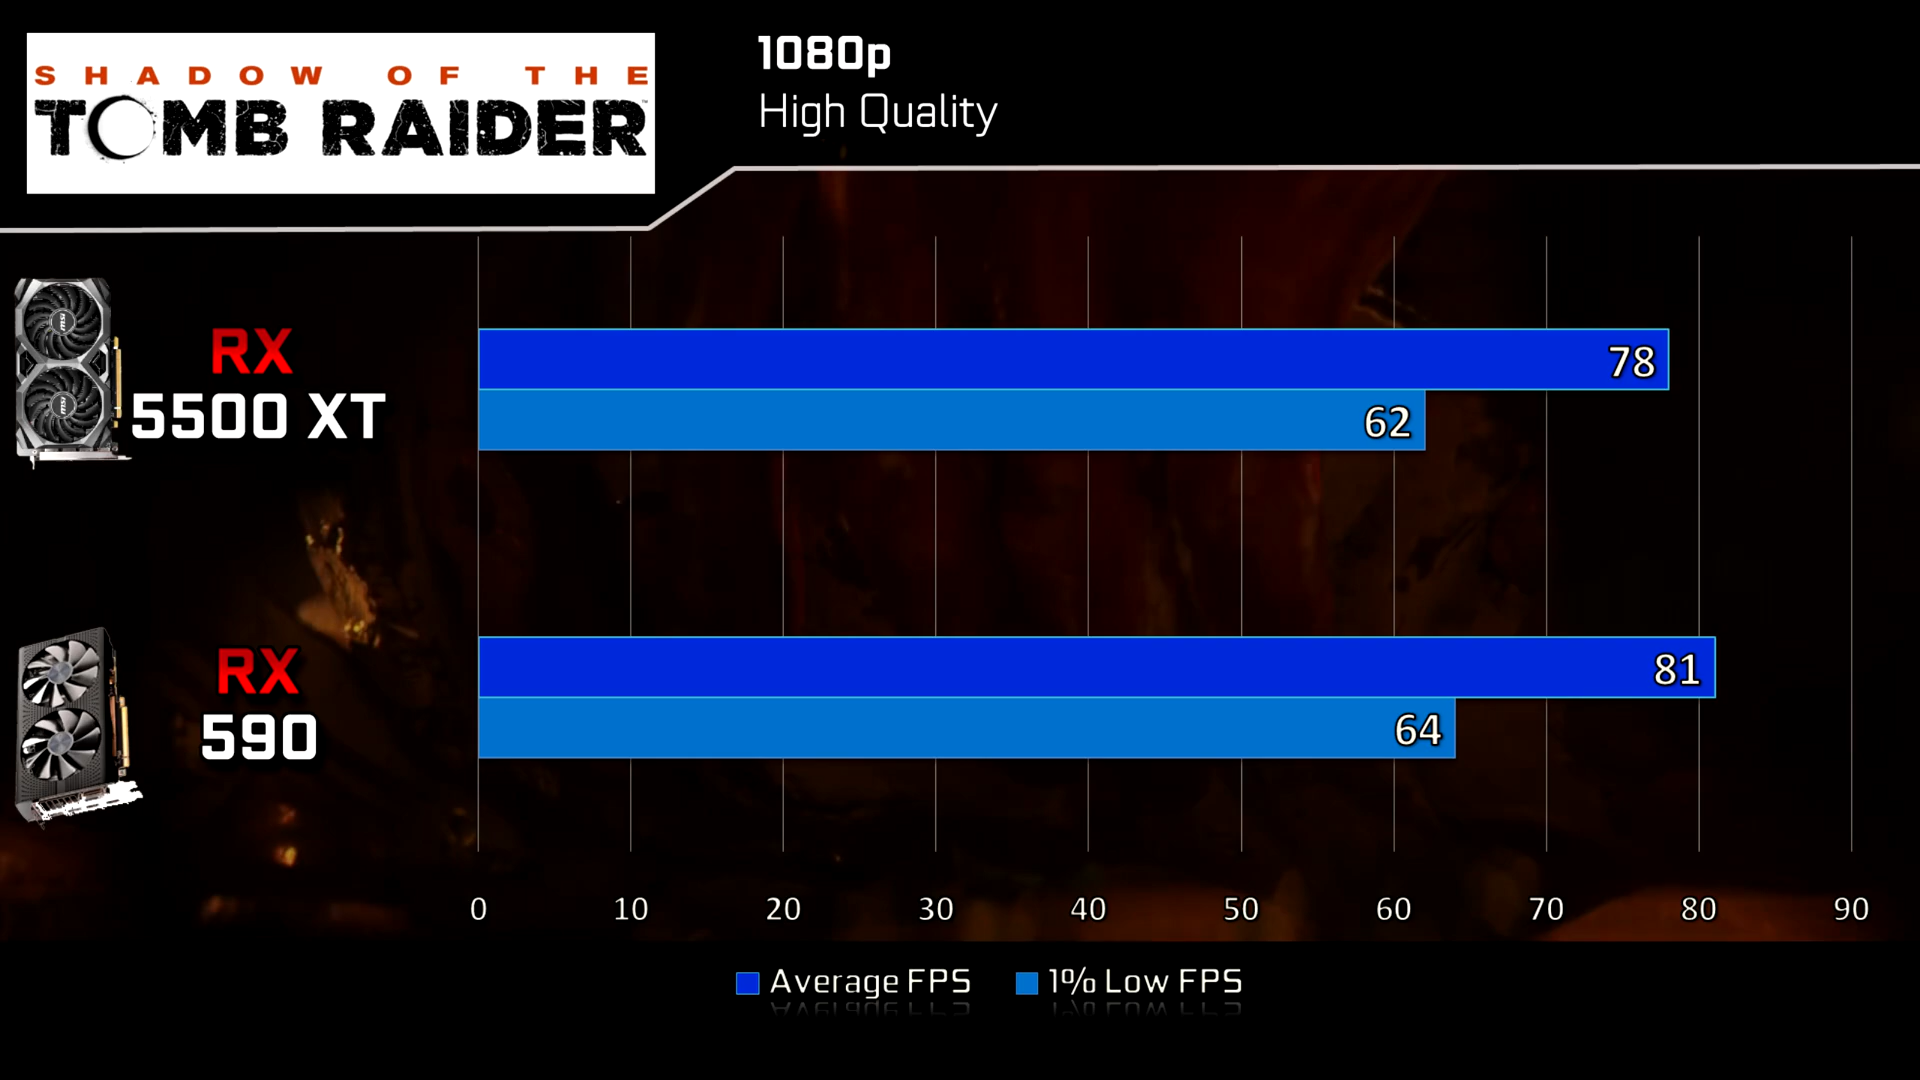 SHADOW OF THE
TOMB RAIDER
1080p
High Quality
RX
5500 XT
78
62
RX
590
81
64
0 10 20 30 40 50 60 70 80 90
Average FPS 1% Low FPS